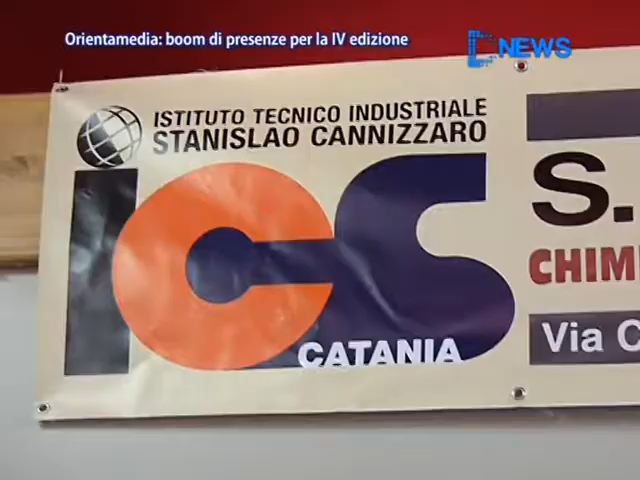 Orientamedia: boom di presenze per la IV edizione
NEWS
ISTITUTO TECNICO INDUSTRIALE
STANISLAO CANNIZZARO
ics
CATANIA
S.
CHIM
Via C